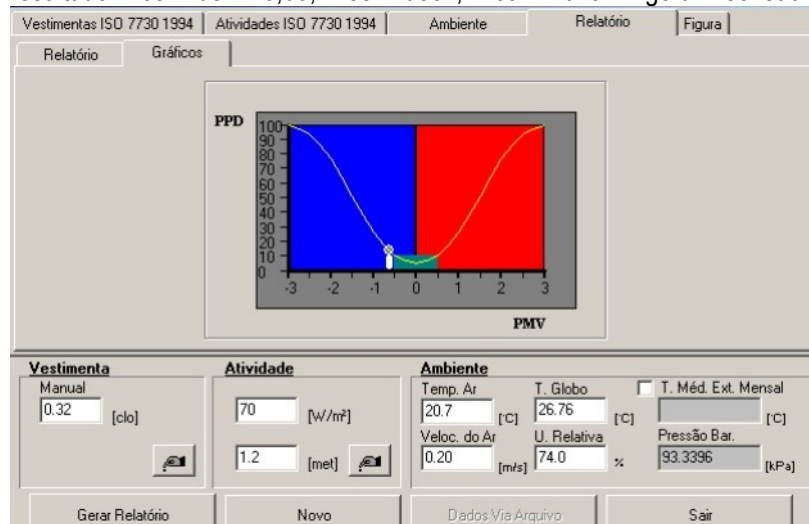 Vestimentas ISO 7730 1994 Atividades ISO 7730 1994 Ambiente Relatório Figura
Relatório Gráficos
PPD
100
90
80
70
60
50
40
30
20
10
0
-3 -2 -1 0 1 2 3
PMV
Vestimenta Atividade Ambiente
Manual Temp. Ar T. Globo T. Méd. Ext. Mensal
0.32 [clo] 70 [W/m²] 20.7 [°C] 26.76 [°C] [°C]
Veloc. do Ar U. Relativa Pressão Bar.
1.2 [met] 0.20 [m/s] 74.0 % 93.3396 [kPa]
Gerar Relatório Novo Dados Via Arquivo Sair